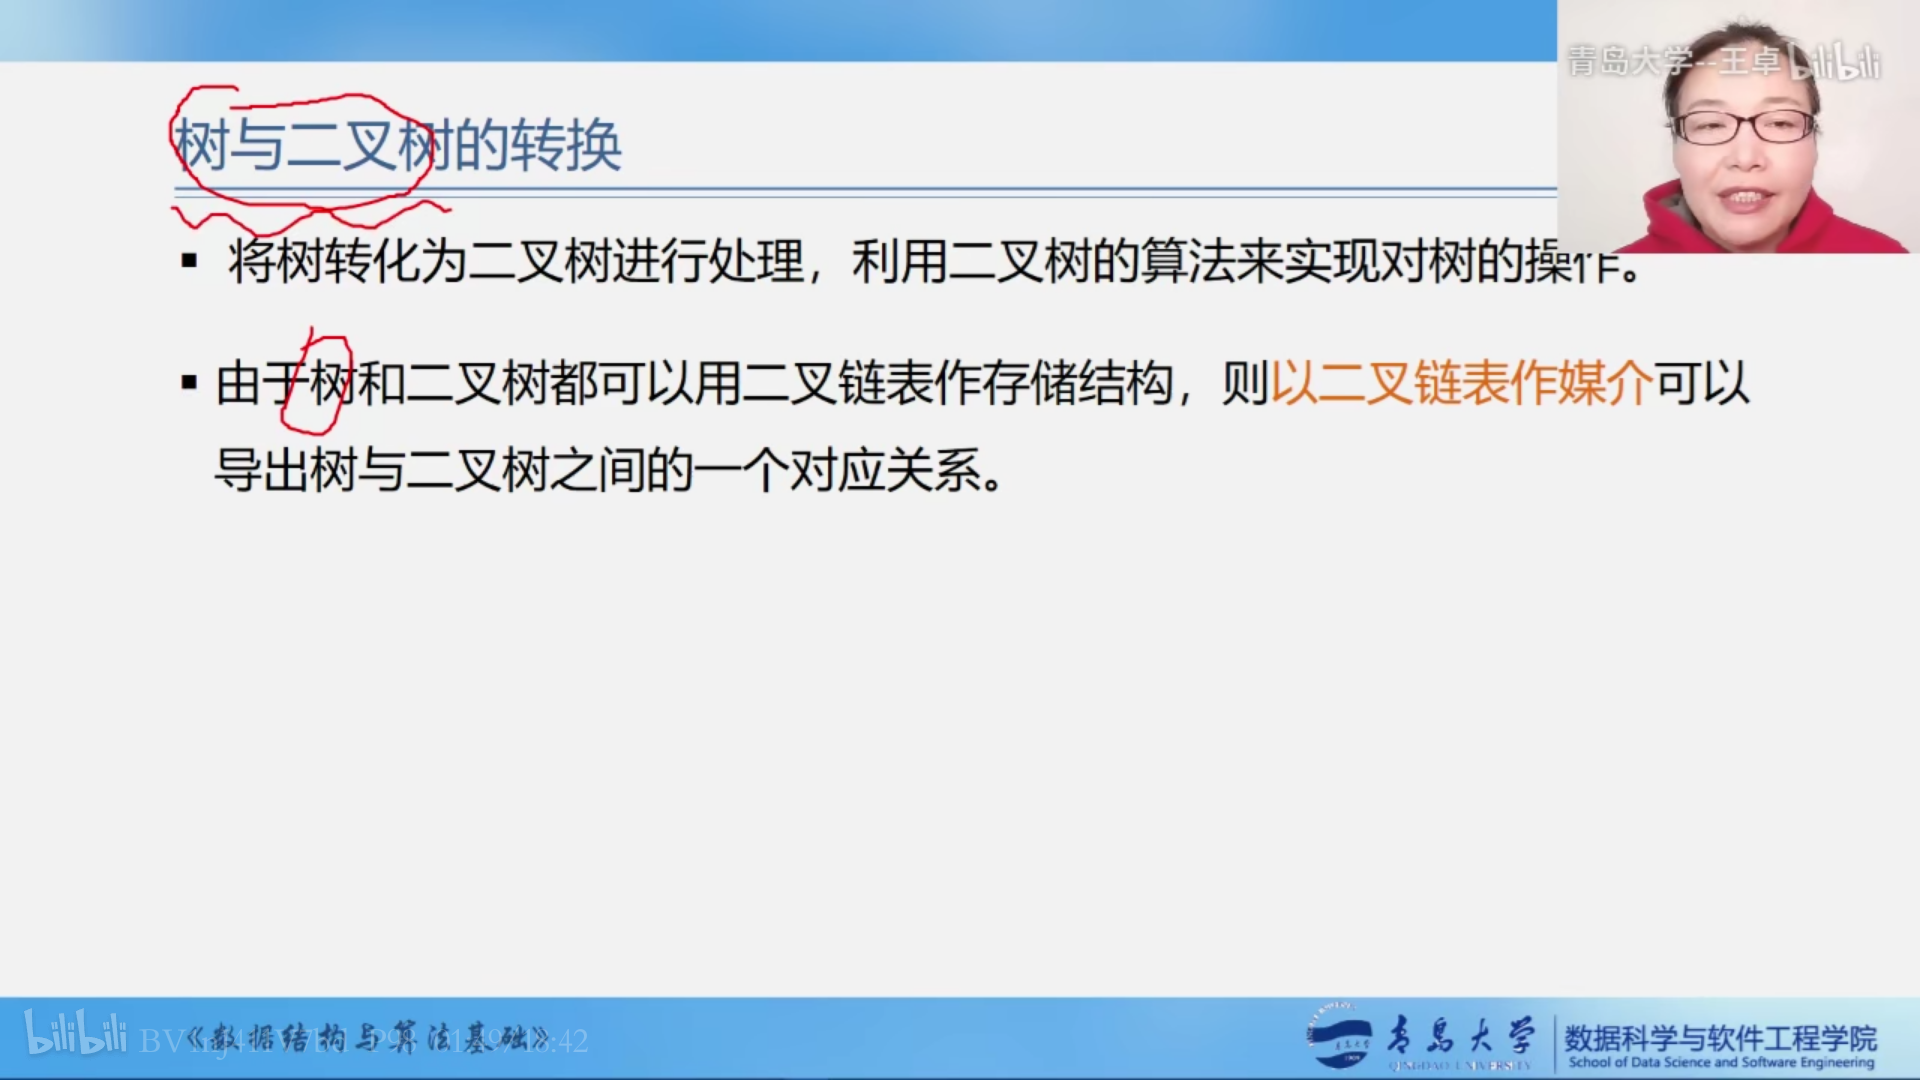 青岛大学--王卓 bilibili
树与二叉树的转换
▪ 将树转化为二叉树进行处理，利用二叉树的算法来实现对树的操作。
▪ 由于树和二叉树都可以用二叉链表作存储结构，则以二叉链表作媒介可以
导出树与二叉树之间的一个对应关系。
bilibili
《数据结构与算法基础》
青岛大学
QINGDAO UNIVERSITY
数据科学与软件工程学院
School of Data Science and Software Engineering